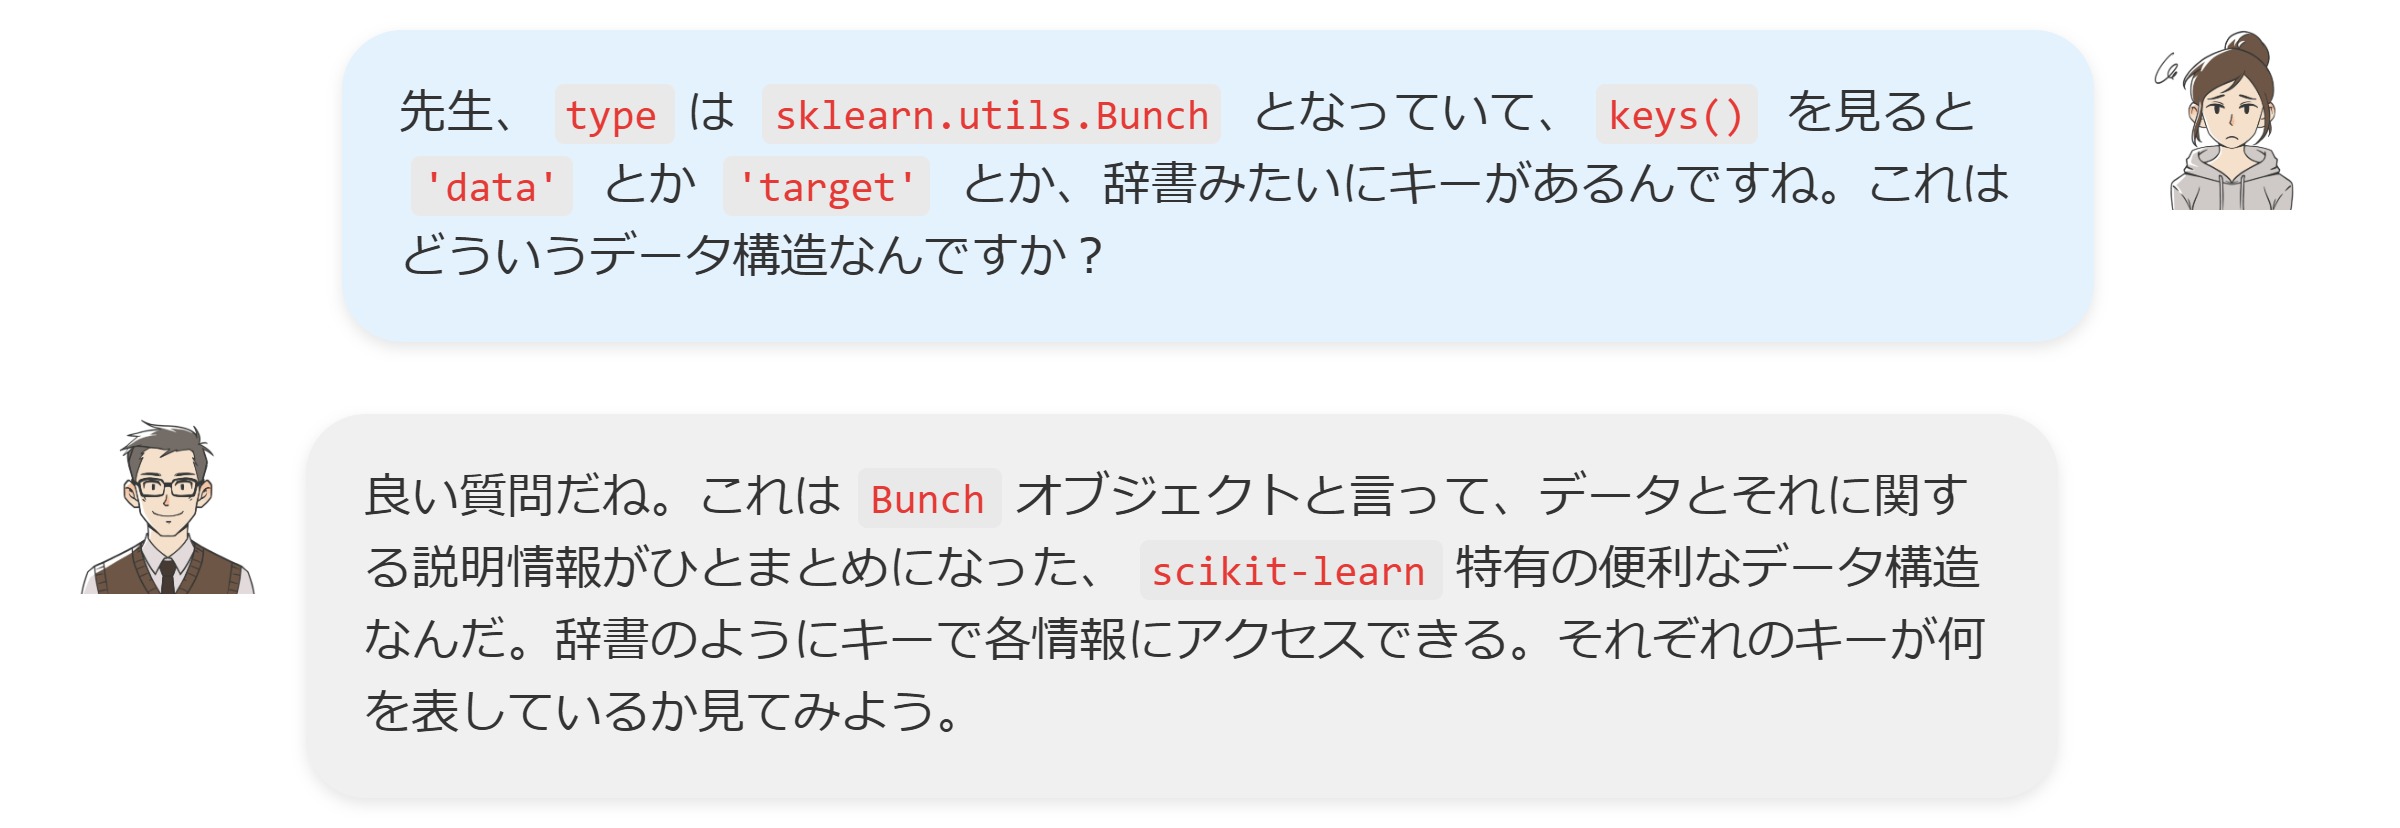 先生、 type は sklearn.utils.Bunch となっていて、 keys() を見ると
'data' とか 'target' とか、辞書みたいにキーがあるんですね。これは
どういうデータ構造なんですか？
良い質問だね。これは Bunch オブジェクトと言って、データとそれに関す
る説明情報がひとまとめになった、 scikit-learn 特有の便利なデータ構造
なんだ。辞書のようにキーで各情報にアクセスできる。それぞれのキーが何
を表しているか見てみよう。